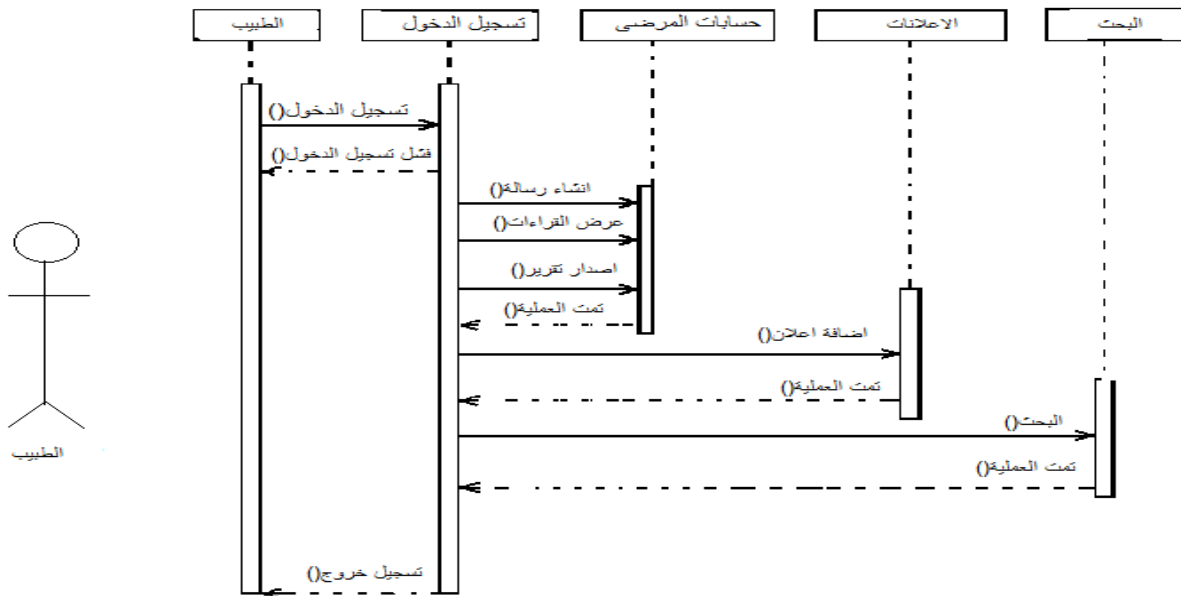 الطبيب
تسجيل الدخول
حسابات المرضى
الاعلانات
البحث
تسجيل الدخول()
فشل تسجيل الدخول()
انشاء رسالة()
عرض القراءات()
اصدار تقرير()
تمت العملية()
اضافة اعلان()
تمت العملية()
البحث()
تمت العملية()
تسجيل خروج()
الطبيب